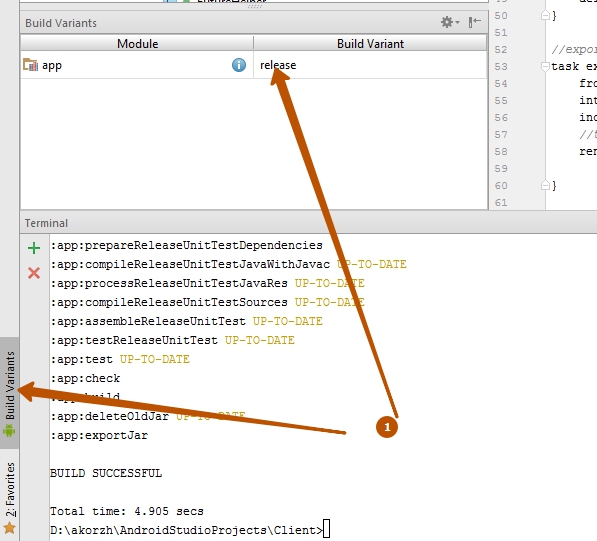 FutureHelper
Build Variants
Module Build Variant
app release
50 }
51
52 //expor
53 task ex
54 fro
55 int
56 inc
57 //t
58 ren
59
60 }
61
Terminal
:app:prepareReleaseUnitTestDependencies
:app:compileReleaseUnitTestJavaWithJavac UP-TO-DATE
:app:processReleaseUnitTestJavaRes UP-TO-DATE
:app:compileReleaseUnitTestSources UP-TO-DATE
:app:assembleReleaseUnitTest UP-TO-DATE
:app:testReleaseUnitTest UP-TO-DATE
:app:test UP-TO-DATE
:app:check
:app:build
:app:deleteOldJar UP-TO-DATE
:app:exportJar
BUILD SUCCESSFUL
Total time: 4.905 secs
D:\akorzh\AndroidStudioProjects\Client>
Build Variants
2: Favorites
1